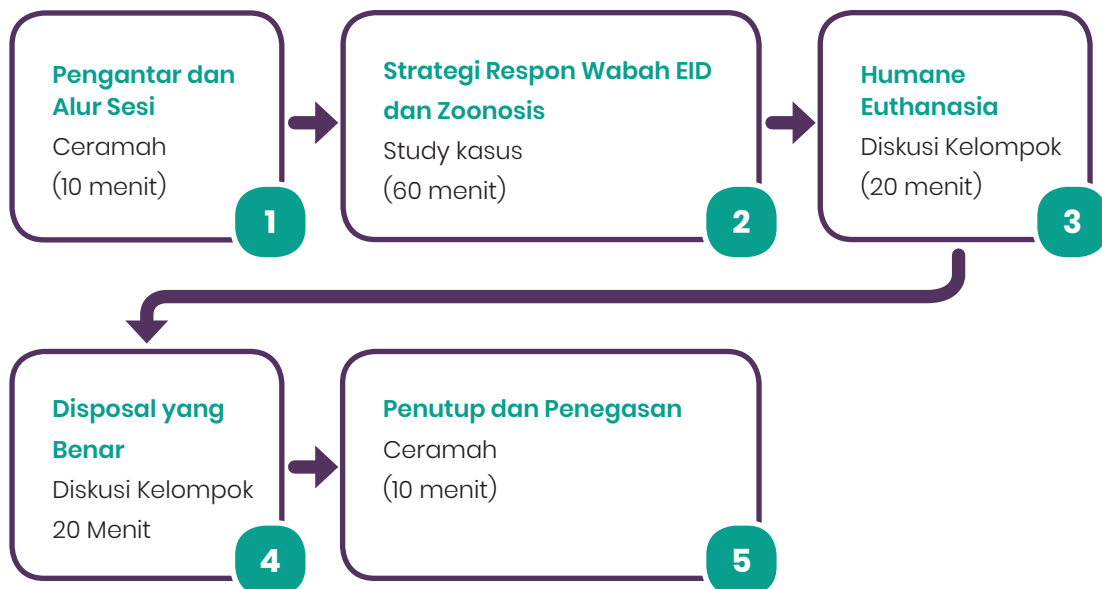 Pengantar dan
Alur Sesi
Ceramah
(10 menit)
1
Strategi Respon Wabah EID
dan Zoonosis
Study kasus
(60 menit)
2
Humane
Euthanasia
Diskusi Kelompok
(20 menit)
3
Disposal yang
Benar
Diskusi Kelompok
20 Menit
4
Penutup dan Penegasan
Ceramah
(10 menit)
5